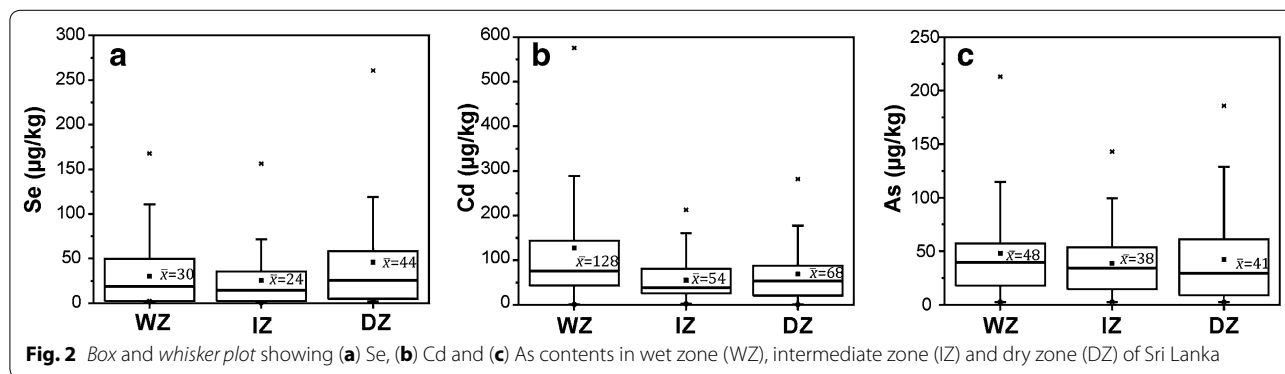 a
Se (µg/kg)
300
250
200
150
100
50
0
x̄=30
x̄=24
x̄=44
WZ IZ DZ
b
Cd (µg/kg)
600
500
400
300
200
100
0
x̄=128
x̄=54
x̄=68
WZ IZ DZ
c
As (µg/kg)
250
200
150
100
50
0
x̄=48
x̄=38
x̄=41
WZ IZ DZ
Fig. 2 Box and whisker plot showing (a) Se, (b) Cd and (c) As contents in wet zone (WZ), intermediate zone (IZ) and dry zone (DZ) of Sri Lanka